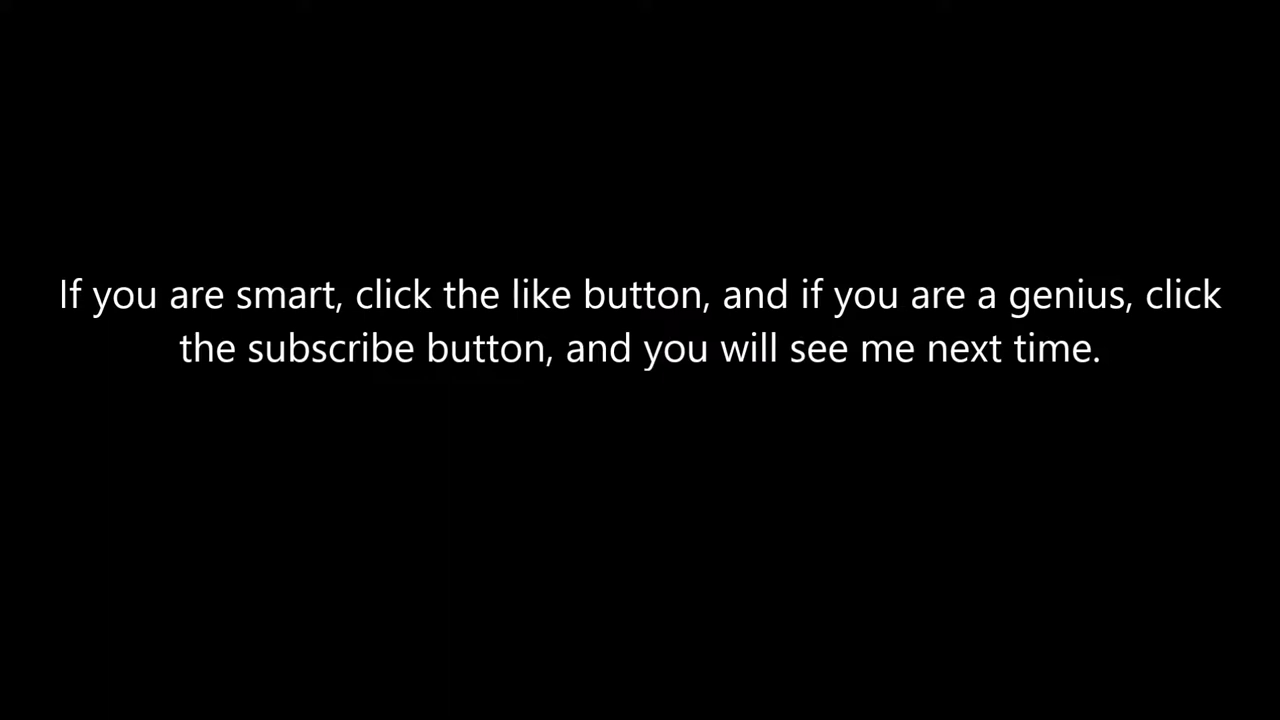 If you are smart, click the like button, and if you are a genius, click
the subscribe button, and you will see me next time.